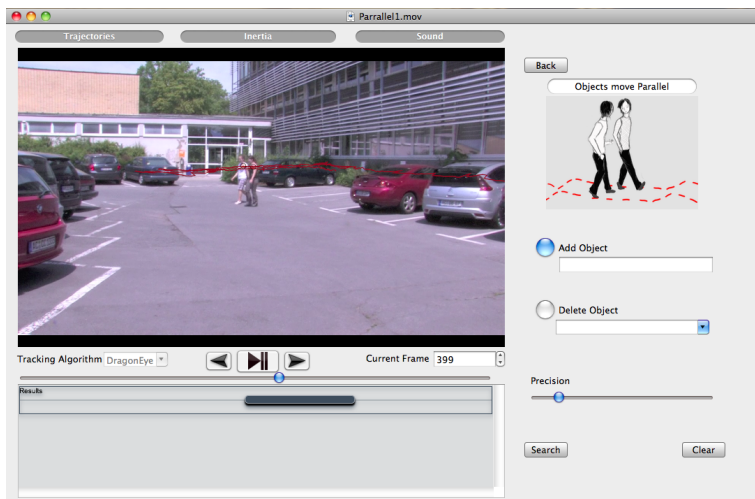 Parrallel1.mov
Trajectories
Inertia
Sound
Back
Objects move Parallel
Add Object
Delete Object
Tracking Algorithm DragonEye
Current Frame 399
Results
Precision
Search
Clear